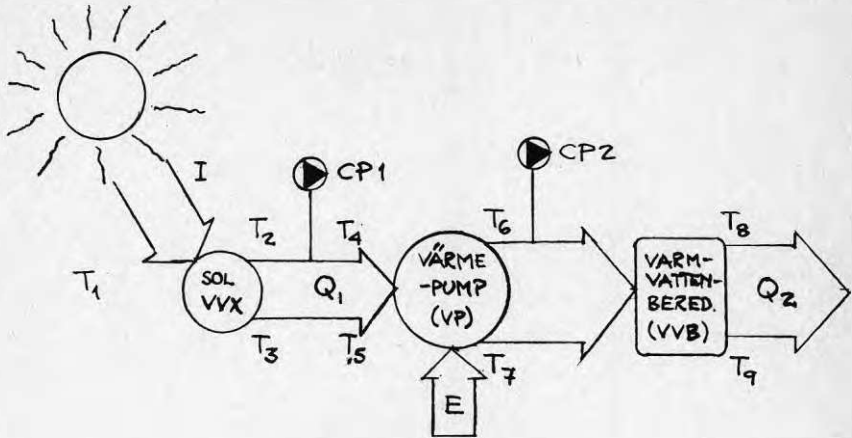 I
CP1
CP2
T1
T2
T4
T6
T8
SOL
VVX
Q1
VÄRME
-PUMP
(VP)
VARM-
VATTEN-
BERED.
(VVB)
Q2
T3
T5
T7
T9
E